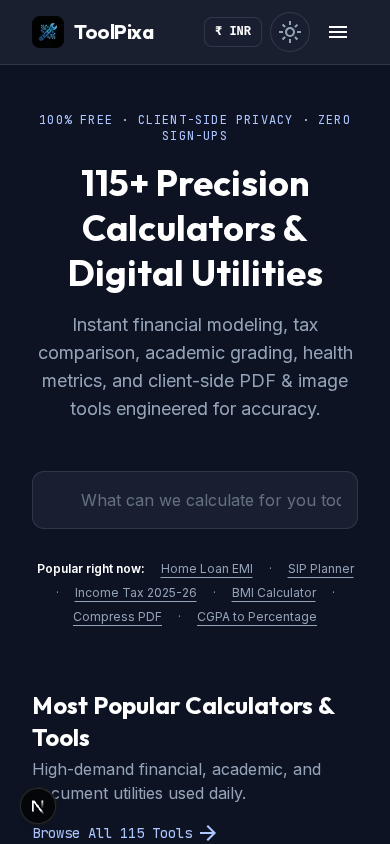 ToolPixa
₹ INR
100% FREE · CLIENT-SIDE PRIVACY · ZERO
SIGN-UPS
115+ Precision
Calculators &
Digital Utilities
Instant financial modeling, tax
comparison, academic grading, health
metrics, and client-side PDF & image
tools engineered for accuracy.
What can we calculate for you
Popular right now: Home Loan EMI · SIP Planner
· Income Tax 2025-26 · BMI Calculator ·
Compress PDF · CGPA to Percentage
Most Popular Calculators &
Tools
High-demand financial, academic, and
utilities used daily.
N
Browse All 115 Tools →